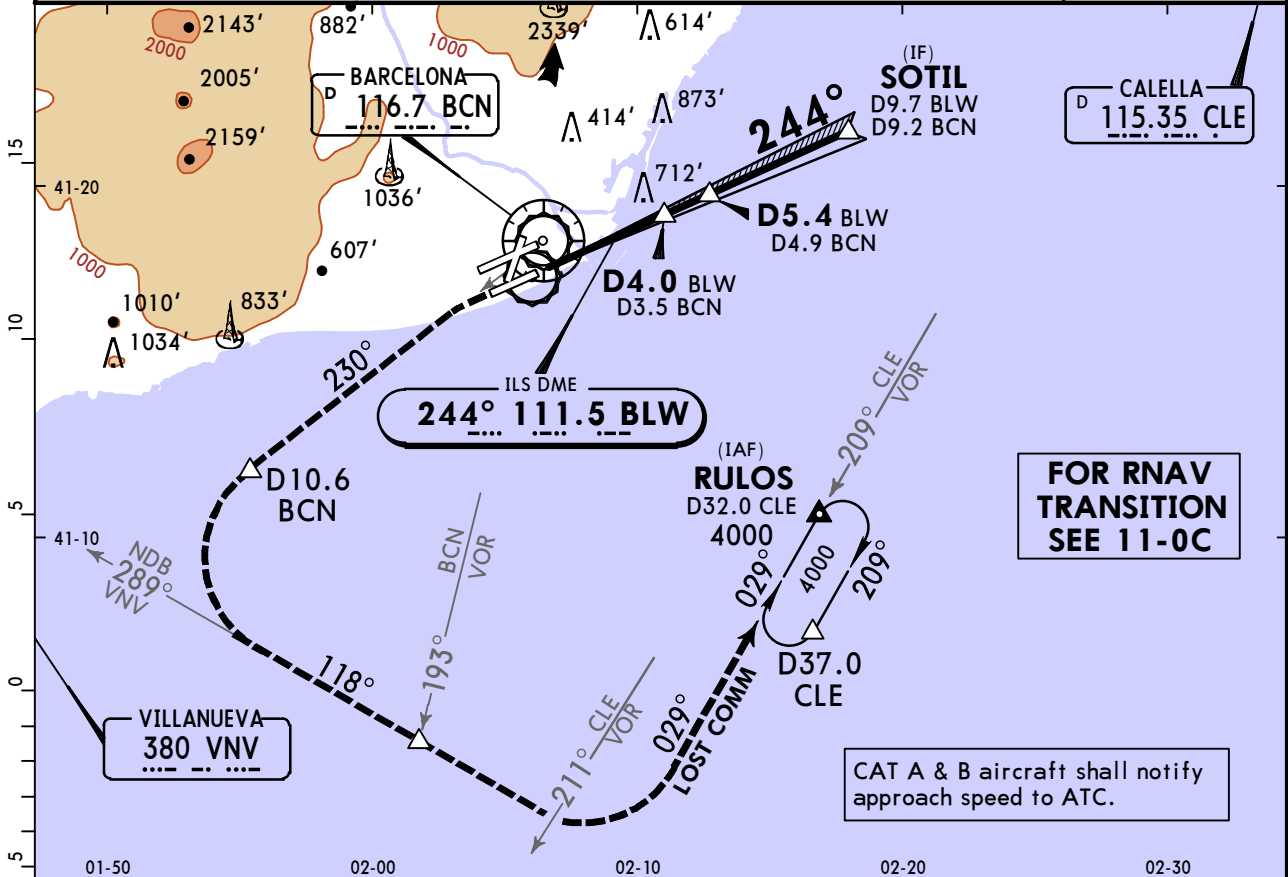 2143'
2000
882'
2339'
614'
1000
2005'
BARCELONA
D 116.7 BCN
873'
414'
(IF)
SOTIL
D9.7 BLW
D9.2 BCN
244°
CALELLA
D 115.35 CLE
2159'
15
41-20
1036'
712'
D5.4 BLW
D4.9 BCN
607'
1000
D4.0 BLW
D3.5 BCN
1010'
833'
1034'
10
230°
ILS DME
244° 111.5 BLW
CLE
VOR
209°
(IAF)
RULOS
D32.0 CLE
4000
D10.6
BCN
FOR RNAV
TRANSITION
SEE 11-0C
5
41-10
NDB
289°
VNV
BCN
VOR
193°
029°
4000
209°
D37.0
CLE
118°
0
CLE
VOR
211°
029°
LOST COMM
VILLANUEVA
380 VNV
CAT A & B aircraft shall notify
approach speed to ATC.
5
01-50
02-00
02-10
02-20
02-30